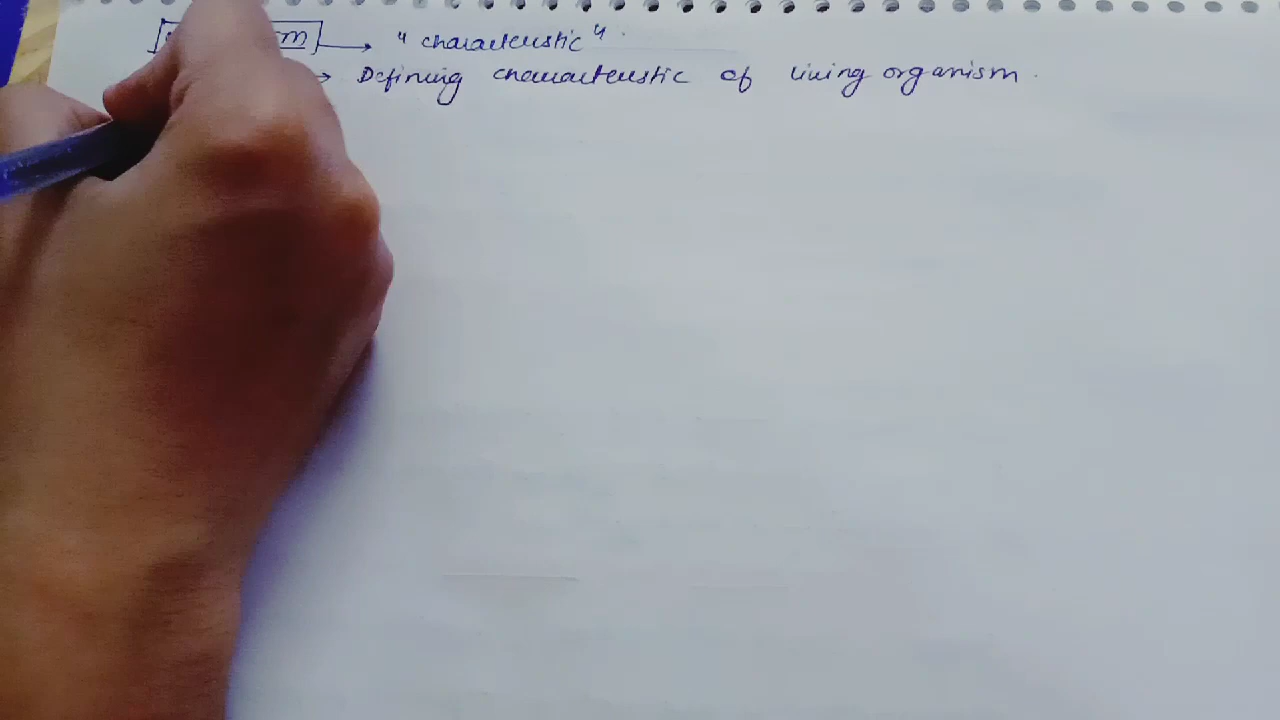 → " characteristic ".
→ Defining characteristic of living organism.